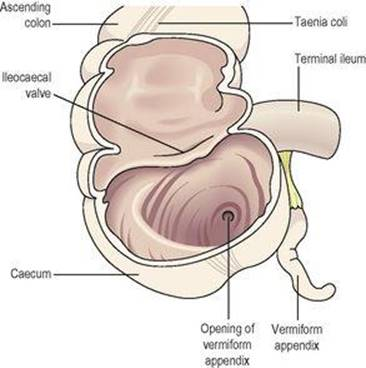 Ascending
colon
Taenia coli
Terminal ileum
Ileocaecal
valve
Caecum
Opening of
vermiform
appendix
Vermiform
appendix